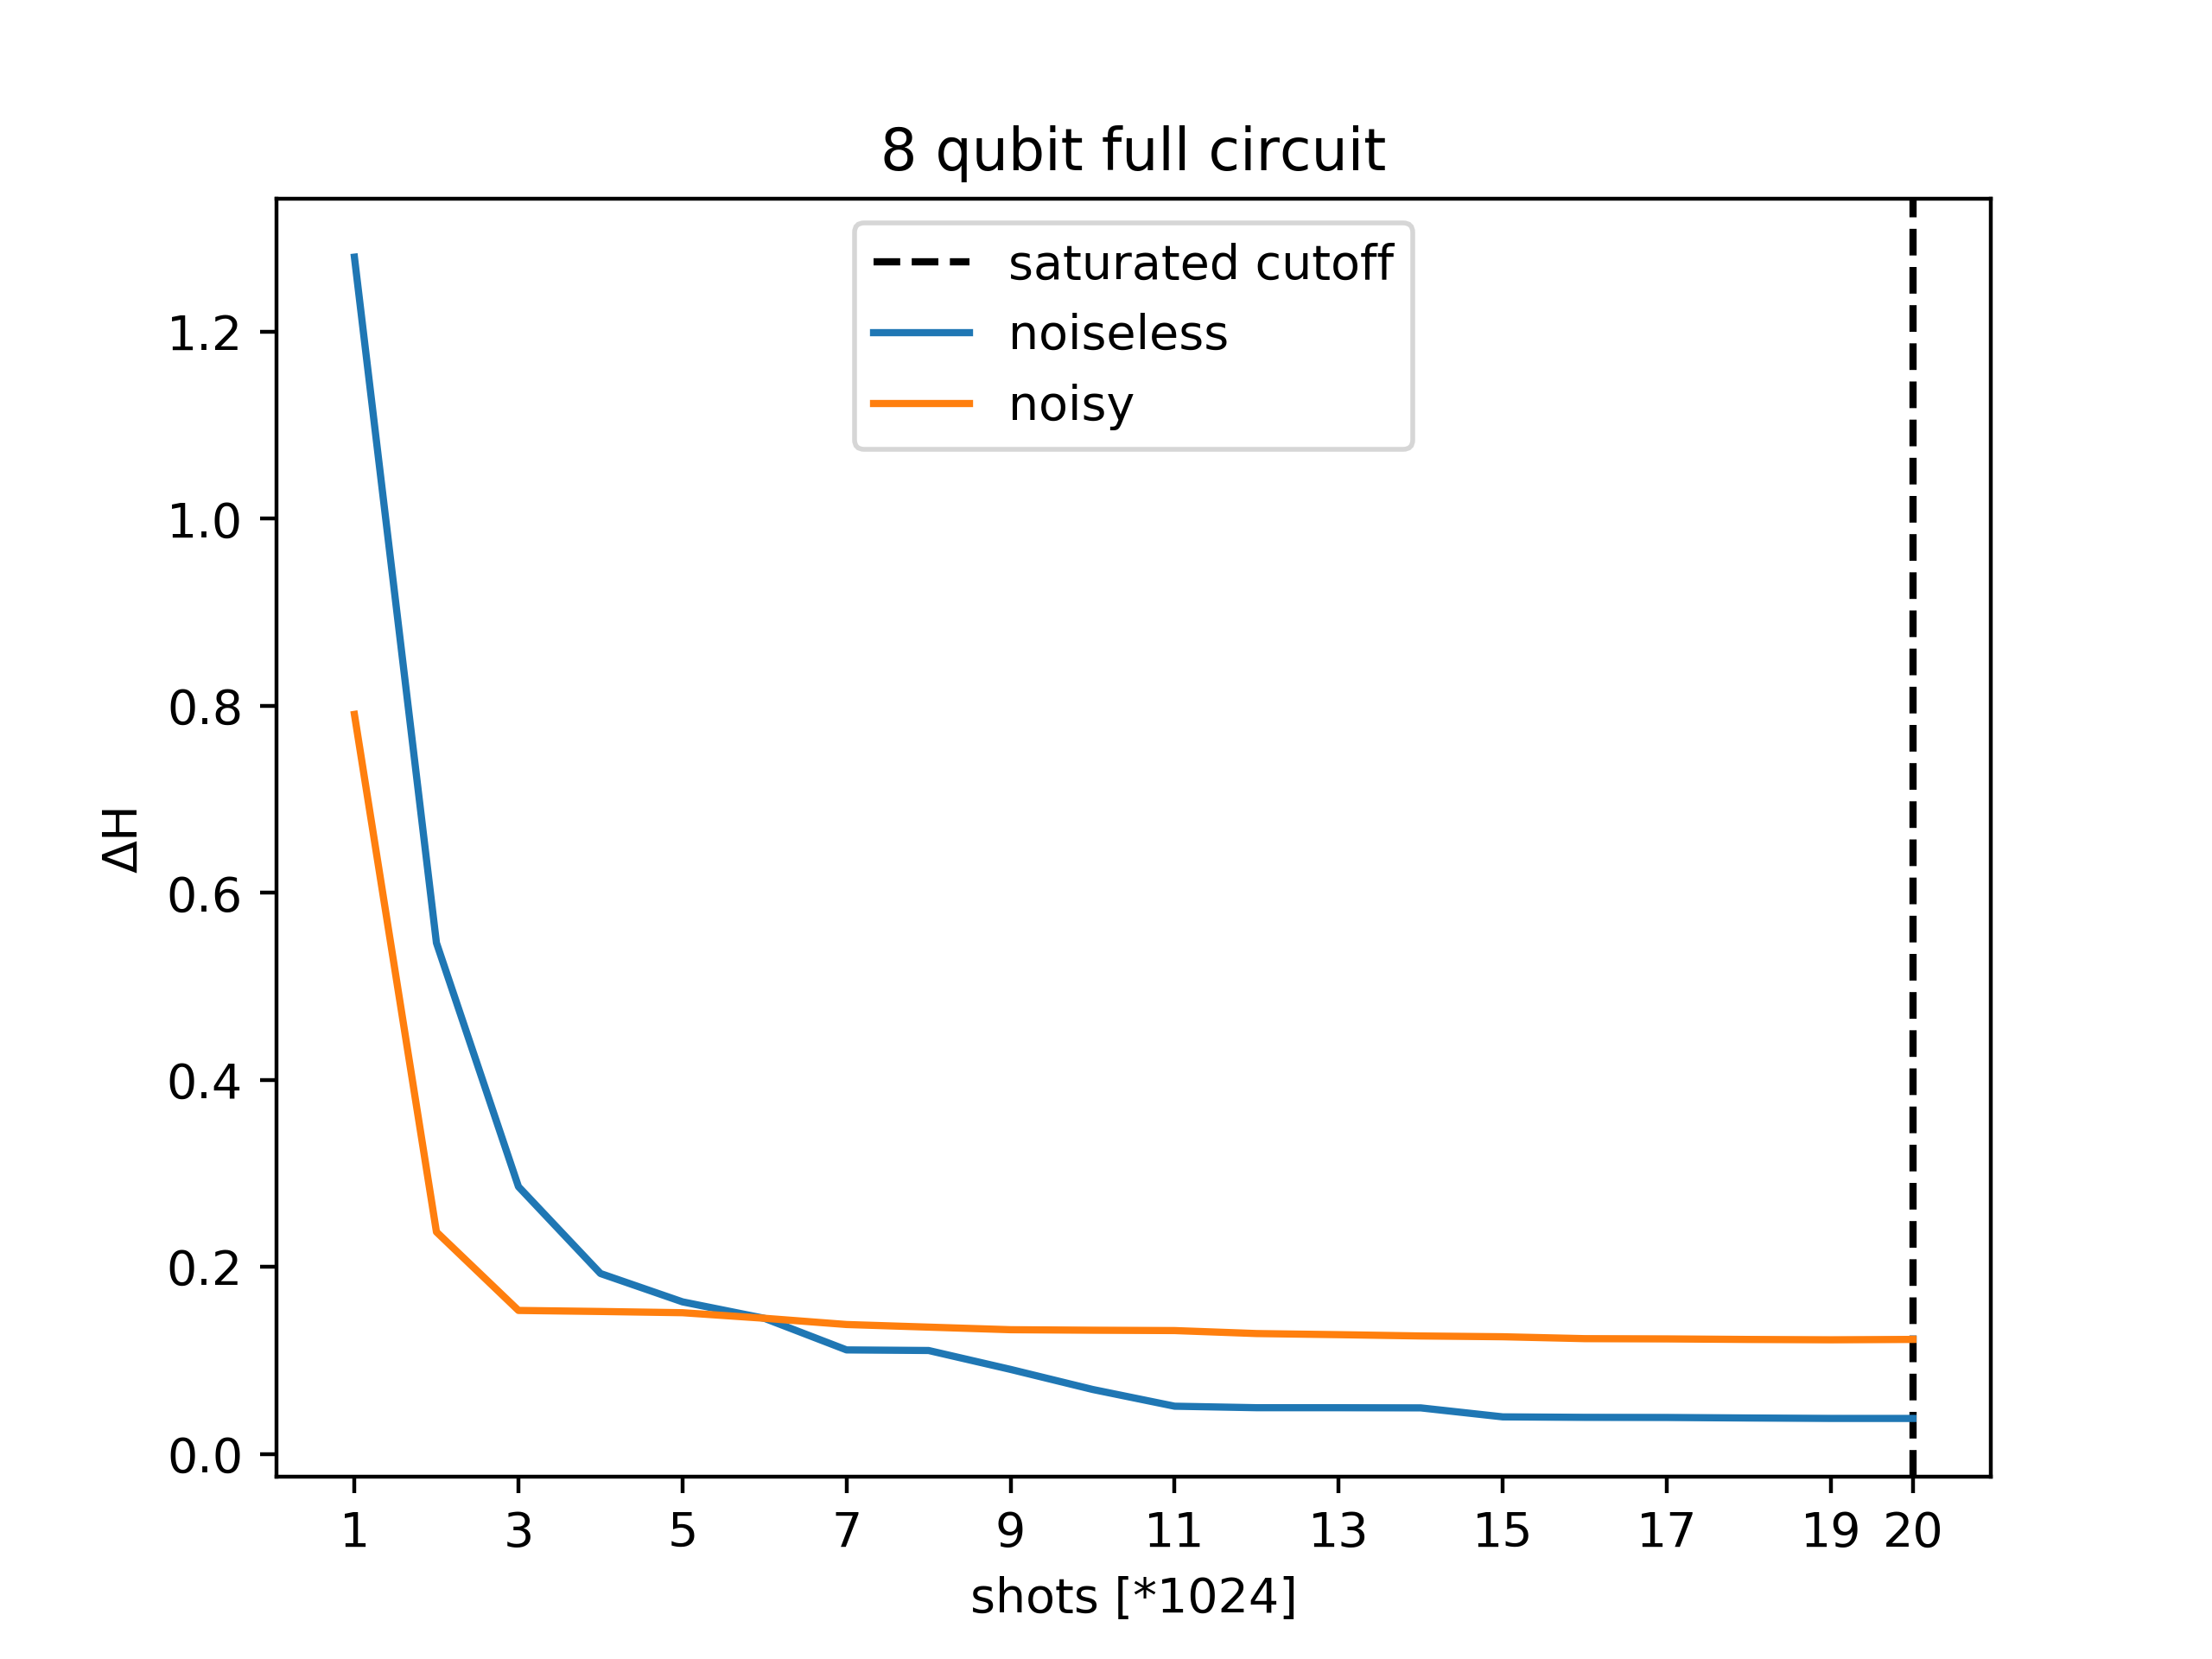 8 qubit full circuit
saturated cutoff
noiseless
noisy
ΔH
1.2
1.0
0.8
0.6
0.4
0.2
0.0
1 3 5 7 9 11 13 15 17 19 20
shots [*1024]